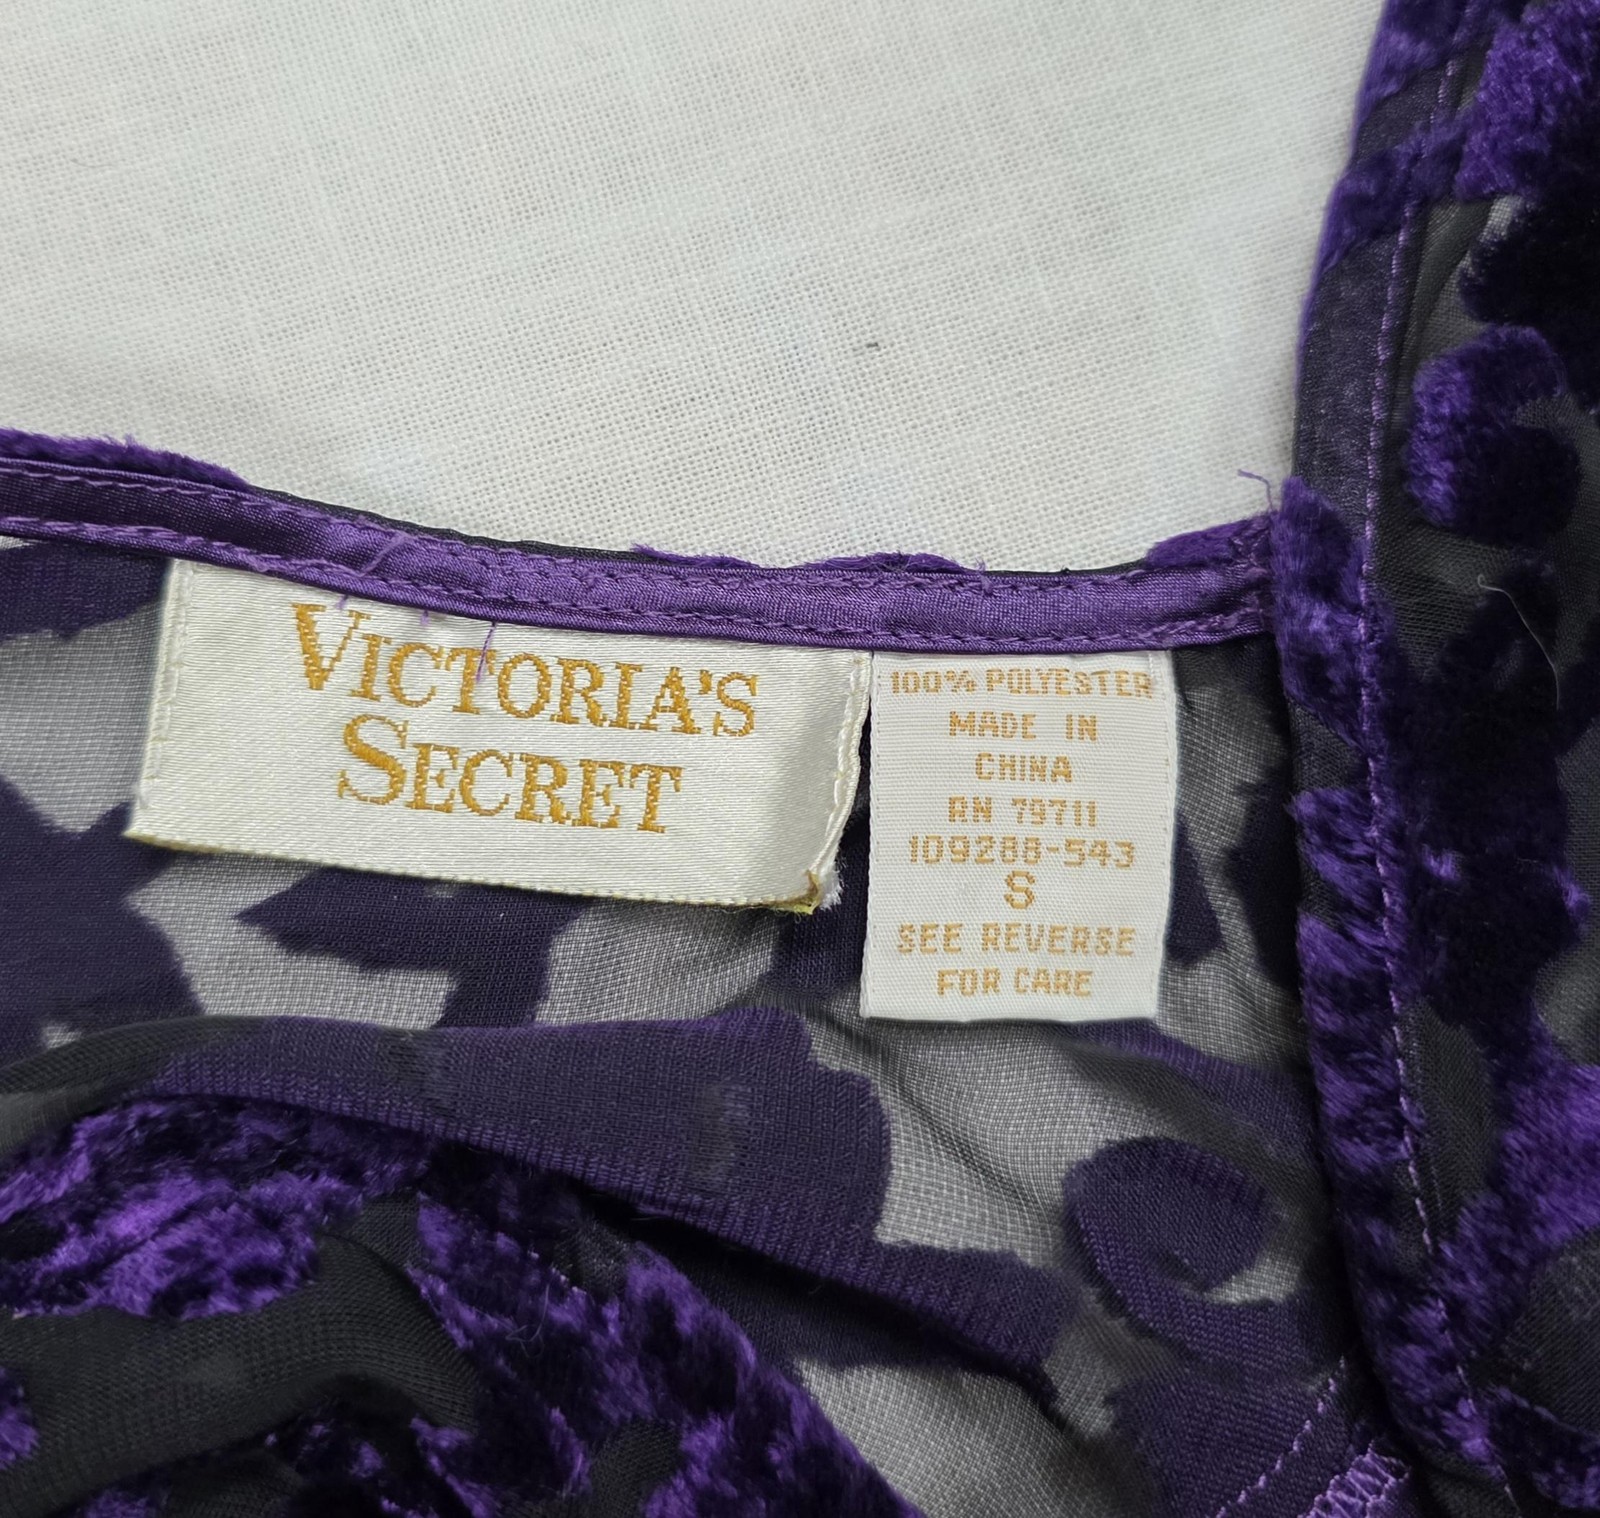 VICTORIA'S
SECRET
100% POLYESTER
MADE IN
CHINA
RN 79711
109288-543
S
SEE REVERSE
FOR CARE